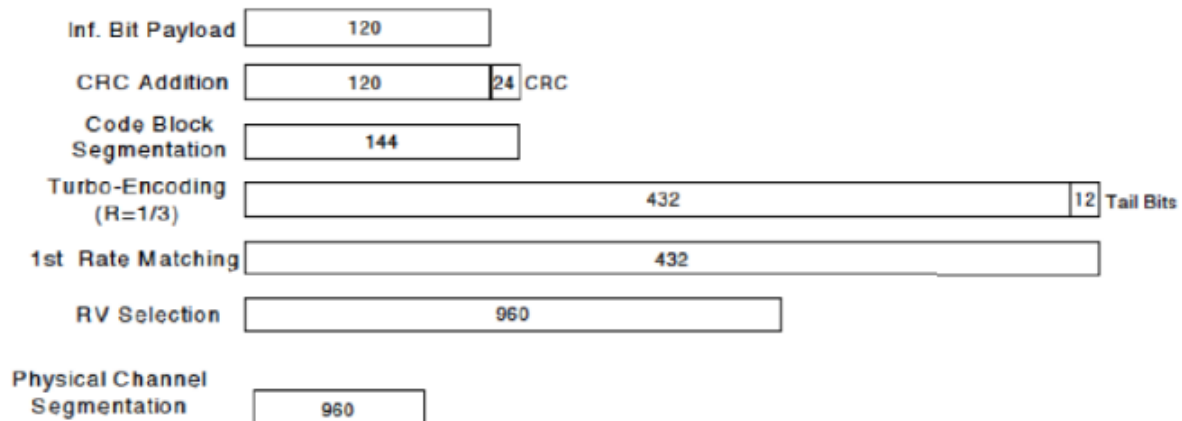 Inf. Bit Payload 120
CRC Addition 120 24 CRC
Code Block
Segmentation 144
Turbo-Encoding
(R=1/3) 432 12 Tail Bits
1st Rate Matching 432
RV Selection 960
Physical Channel
Segmentation 960